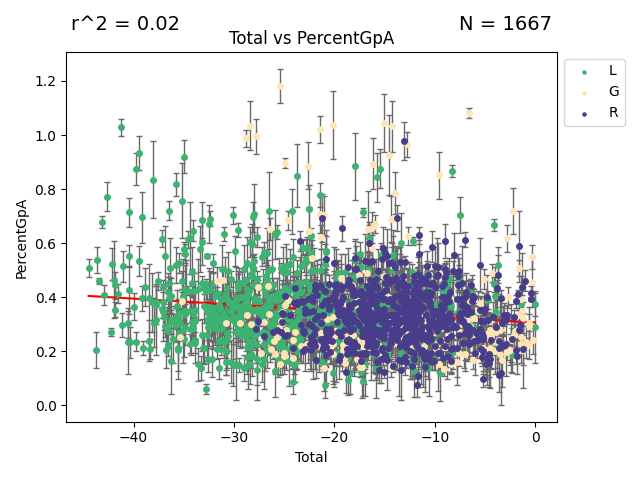 r^2 = 0.02
N = 1667
Total vs PercentGpA
L
G
R
1.2
1.0
0.8
0.6
0.4
0.2
0.0
PercentGpA
−40
−30
−20
−10
0
Total